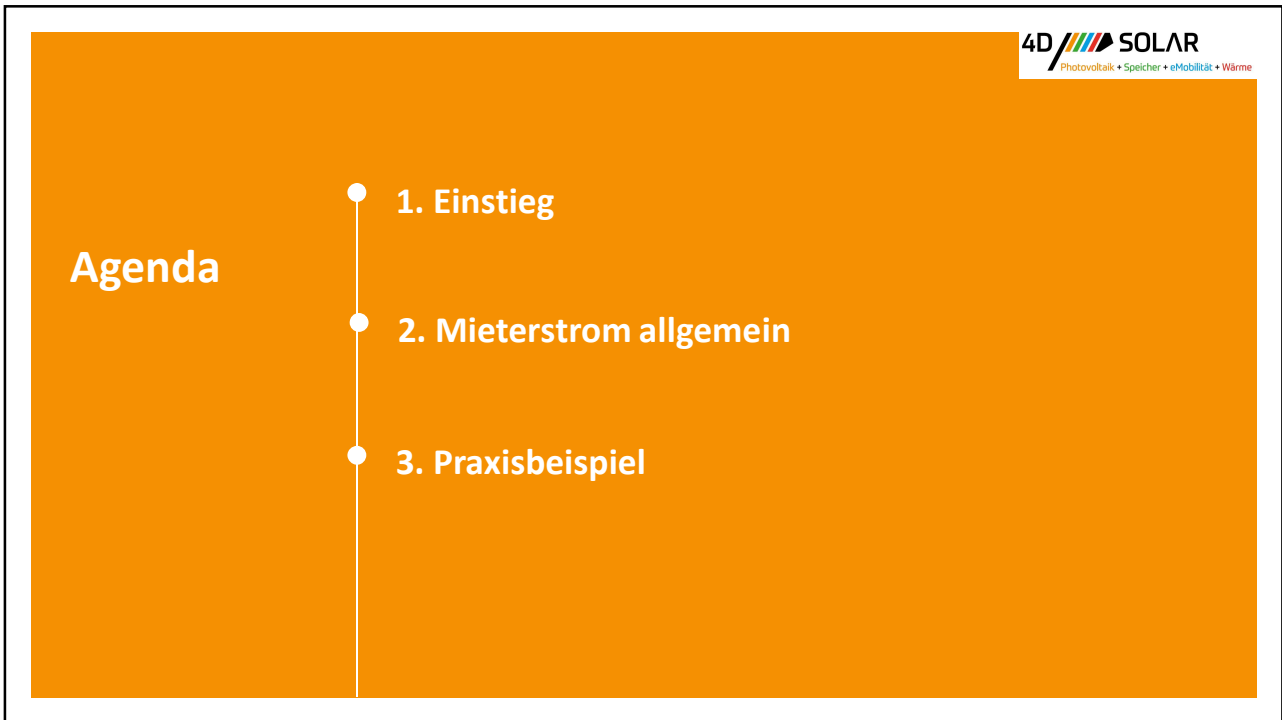 4D SOLAR
Photovoltaik + Speicher + eMobilität + Wärme
Agenda
1. Einstieg
2. Mieterstrom allgemein
3. Praxisbeispiel